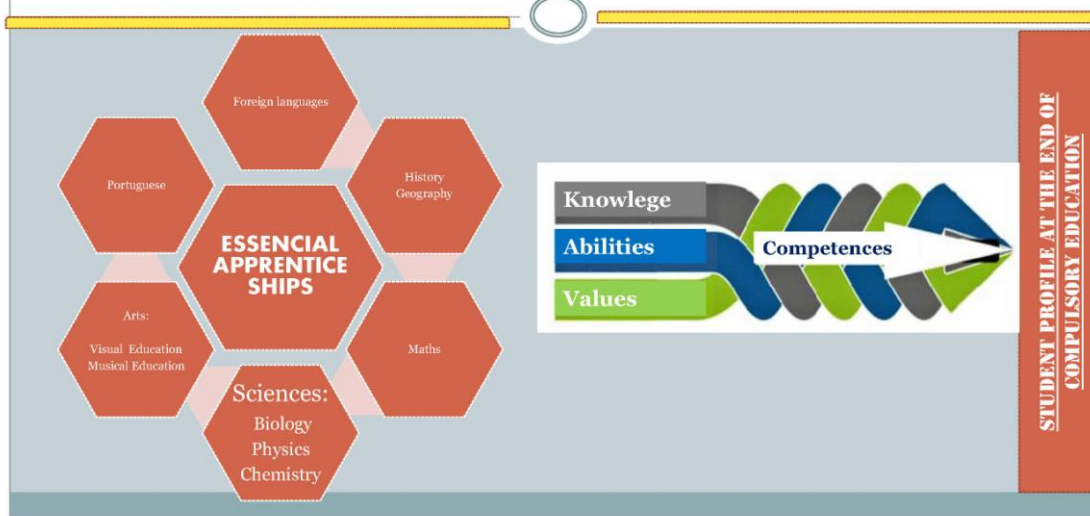 Foreign languages
Portuguese
History
Geography
ESSENCIAL
APPRENTICE
SHIPS
Arts:
Visual Education
Musical Education
Maths
Sciences:
Biology
Physics
Chemistry
Knowlege
Abilities
Values
Competences
STUDENT PROFILE AT THE END OF
COMPULSORY EDUCATION